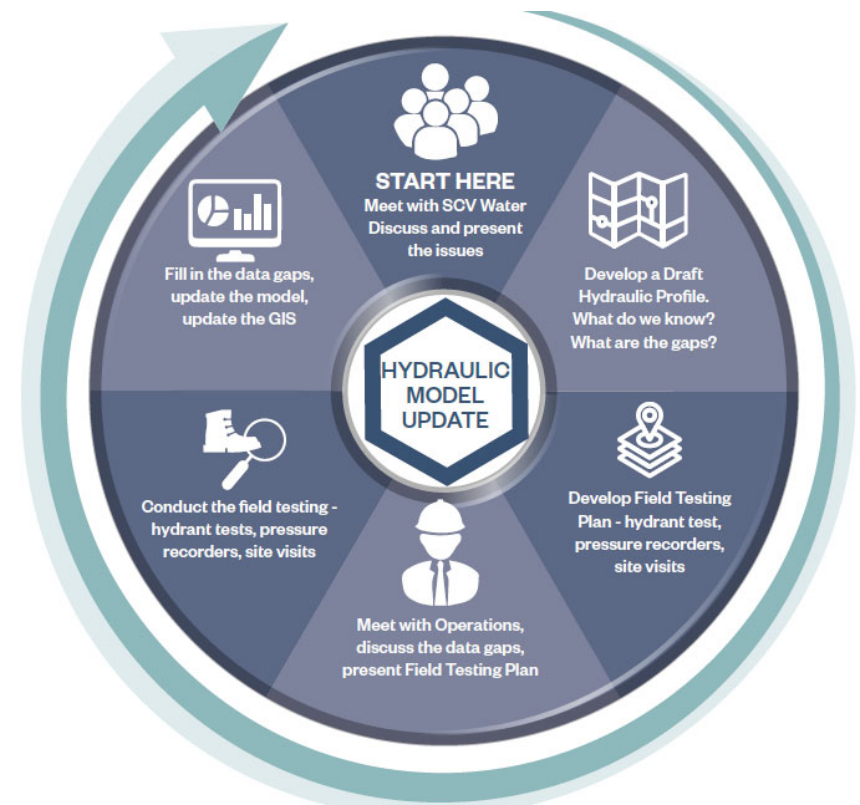 START HERE
Meet with SCV Water
Discuss and present
the issues
Develop a Draft
Hydraulic Profile.
What do we know?
What are the gaps?
Develop Field Testing
Plan - hydrant test,
pressure recorders,
site visits
Meet with Operations,
discuss the data gaps,
present Field Testing Plan
Conduct the field testing -
hydrant tests, pressure
recorders, site visits
Fill in the data gaps,
update the model,
update the GIS
HYDRAULIC
MODEL
UPDATE